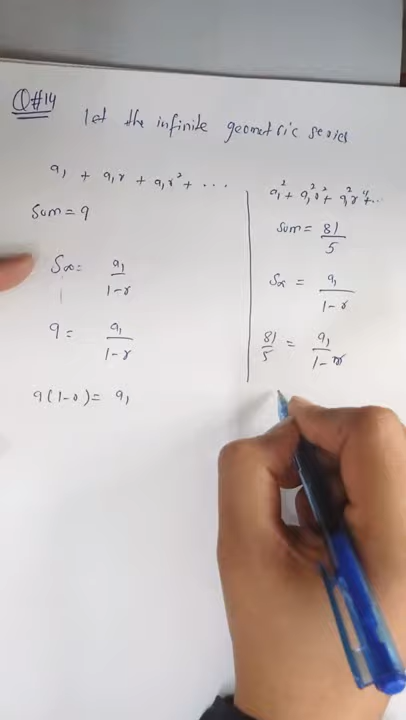 Q#14 Let the infinite geometric series
a₁ + a₁r + a₁r² + ...
Sum = 9
S∞ = a₁/1-r
9 = a₁/1-r
9(1-r) = a₁
a₁² + a₁²r² + a₁²r⁴ + ...
Sum = 81/5
S∞ = a₁/1-r
81/5 = a₁/1-r